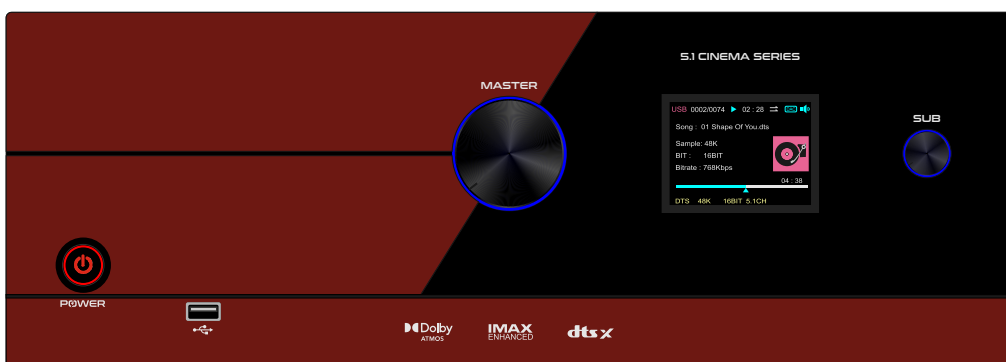 5.1 CINEMA SERIES
MASTER
SUB
USB 0002/0074 02 : 28
Song : 01 Shape Of You.dts
Sample: 48K
BIT : 16BIT
Bitrate : 768Kbps
04 : 38
DTS 48K 16BIT 5.1CH
POWER
Dolby
ATMOS
IMAX
ENHANCED
dts x